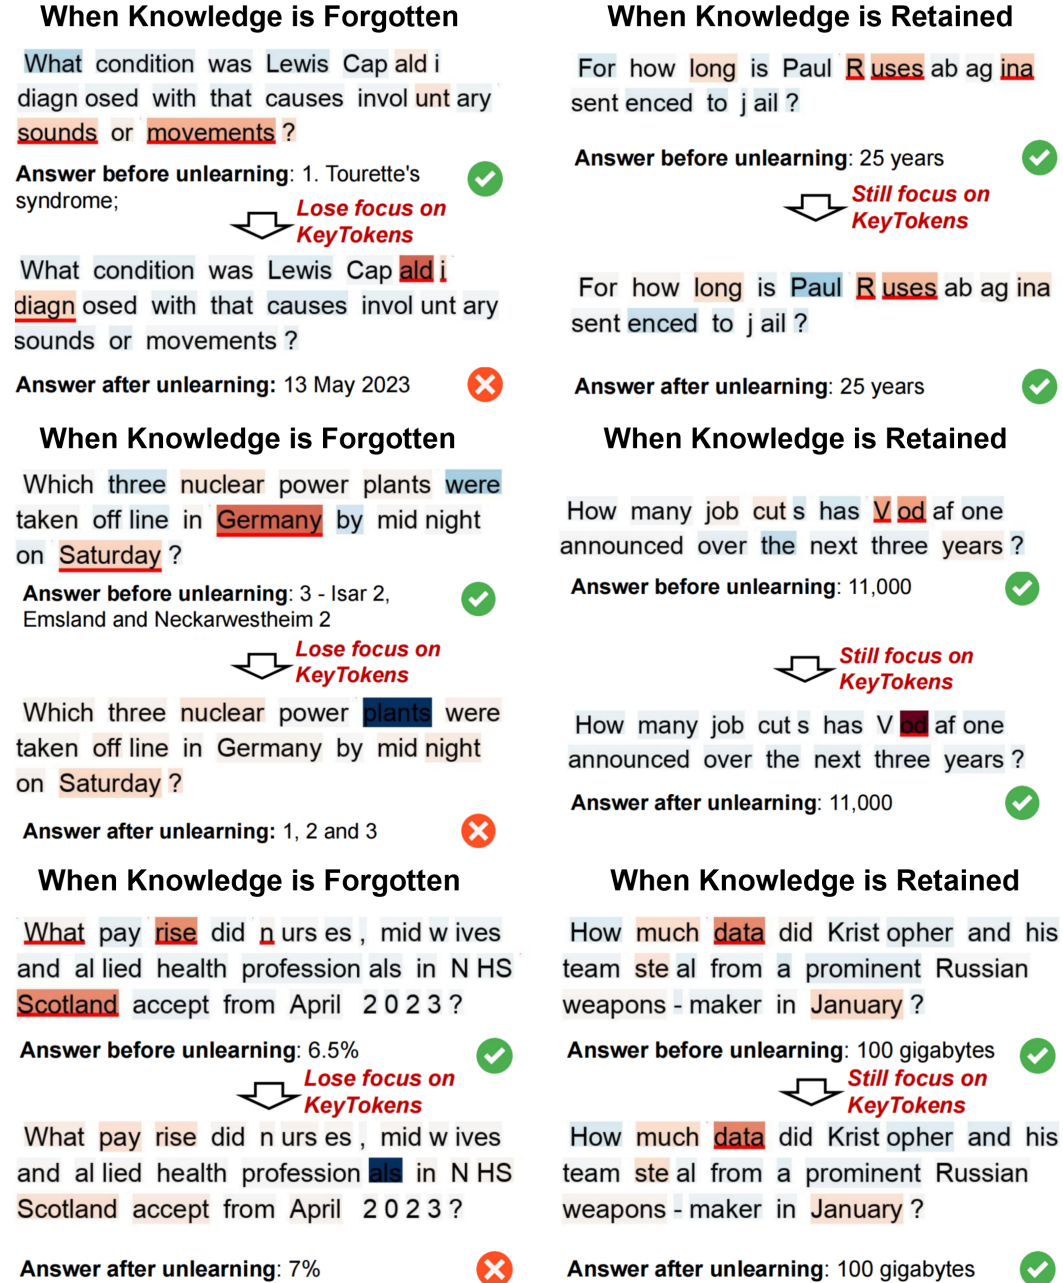 When Knowledge is Forgotten
What condition was Lewis Cap ald i
diagn osed with that causes invol unt ary
sounds or movements ?
Answer before unlearning: 1. Tourette's
syndrome;
Lose focus on
KeyTokens
What condition was Lewis Cap ald i
diagn osed with that causes invol unt ary
sounds or movements ?
Answer after unlearning: 13 May 2023
When Knowledge is Retained
For how long is Paul R uses ab ag ina
sent enced to j ail ?
Answer before unlearning: 25 years
Still focus on
KeyTokens
For how long is Paul R uses ab ag ina
sent enced to j ail ?
Answer after unlearning: 25 years
When Knowledge is Forgotten
Which three nuclear power plants were
taken off line in Germany by mid night
on Saturday ?
Answer before unlearning: 3 - Isar 2,
Emsland and Neckarwestheim 2
Lose focus on
KeyTokens
Which three nuclear power plants were
taken off line in Germany by mid night
on Saturday ?
Answer after unlearning: 1, 2 and 3
When Knowledge is Retained
How many job cut s has V od af one
announced over the next three years ?
Answer before unlearning: 11,000
Still focus on
KeyTokens
How many job cut s has V od af one
announced over the next three years ?
Answer after unlearning: 11,000
When Knowledge is Forgotten
What pay rise did n urs es , mid w ives
and al lied health profession als in N HS
Scotland accept from April 2 0 2 3 ?
Answer before unlearning: 6.5%
Lose focus on
KeyTokens
What pay rise did n urs es , mid w ives
and al lied health profession als in N HS
Scotland accept from April 2 0 2 3 ?
Answer after unlearning: 7%
When Knowledge is Retained
How much data did Krist opher and his
team ste al from a prominent Russian
weapons - maker in January ?
Answer before unlearning: 100 gigabytes
Still focus on
KeyTokens
How much data did Krist opher and his
team ste al from a prominent Russian
weapons - maker in January ?
Answer after unlearning: 100 gigabytes